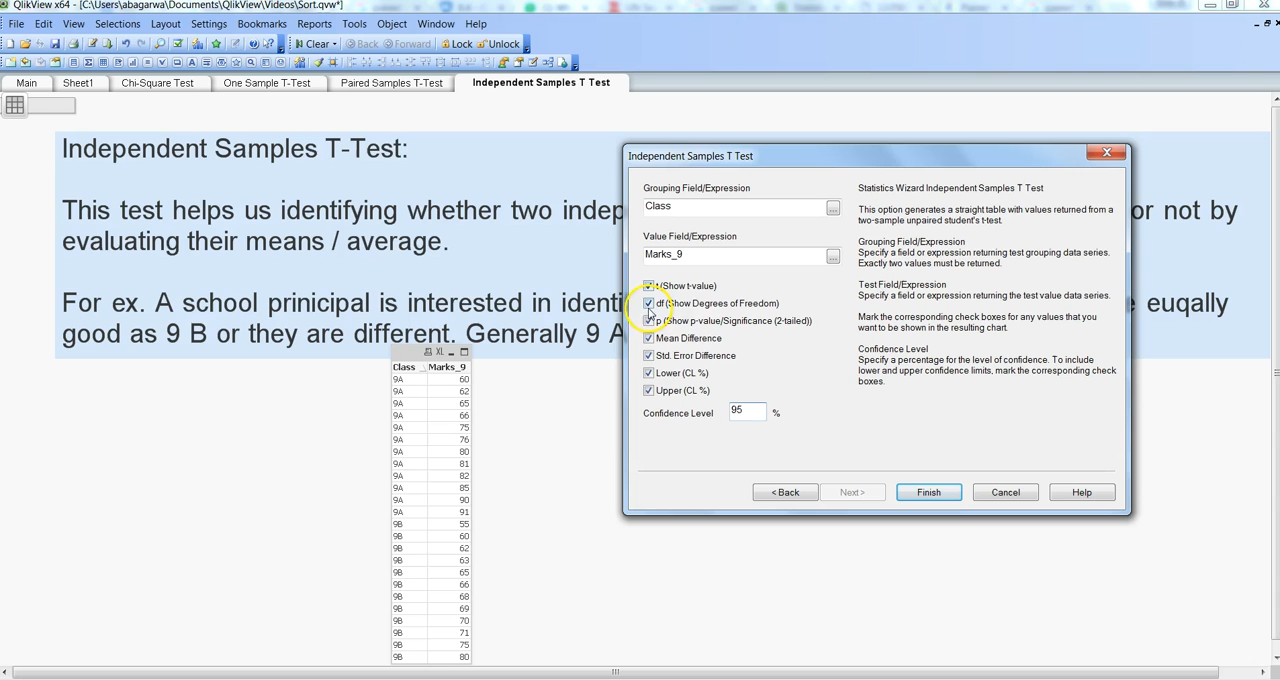 QlikView x64 - [C:\Users\abagarwa\Documents\QlikView\Videos\Sort.qvw*]
File Edit View Selections Layout Settings Bookmarks Reports Tools Object Window Help
Clear Back Forward Lock Unlock
Main Sheet1 Chi-Square Test One Sample T-Test Paired Samples T-Test Independent Samples T Test
Independent Samples T-Test:
This test helps us identifying whether two indep
or not by
evaluating their means / average.
For ex. A school prinicipal is interested in identi
e euqally
good as 9 B or they are different. Generally 9 A
XL
Class Marks_9
9A 60
9A 62
9A 65
9A 66
9A 75
9A 76
9A 80
9A 81
9A 82
9A 85
9A 90
9A 91
9B 55
9B 60
9B 62
9B 63
9B 65
9B 66
9B 68
9B 69
9B 70
9B 71
9B 75
9B 80
Independent Samples T Test
Grouping Field/Expression
Class
...
Value Field/Expression
Marks_9
...
t (Show t-value)
df (Show Degrees of Freedom)
p (Show p-value/Significance (2-tailed))
Mean Difference
Std. Error Difference
Lower (CL %)
Upper (CL %)
Confidence Level 95 %
Statistics Wizard Independent Samples T Test
This option generates a straight table with values returned from a
two-sample unpaired student's t-test.
Grouping Field/Expression
Specify a field or expression returning test grouping data series.
Exactly two values must be returned.
Test Field/Expression
Specify a field or expression returning the test value data series.
Mark the corresponding check boxes for any values that you
want to be shown in the resulting chart.
Confidence Level
Specify a percentage for the level of confidence. To include
lower and upper confidence limits, mark the corresponding check
boxes.
< Back Next > Finish Cancel Help